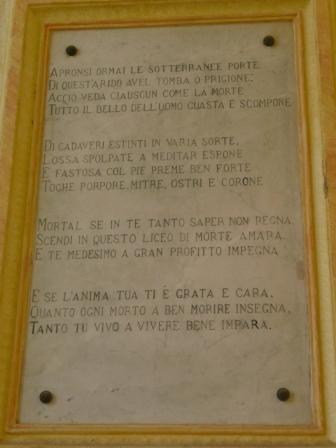 APRONSI ORMAI LE SOTTERRANEE PORTE
DI QUEST'ARIDO AVEL TOMBA O PRIGIONE;
ACCIÒ VEDA CIAUSCUN COME LA MORTE
TUTTO IL BELLO DELL'UOMO GUASTA E SCOMPONE
DI CADAVERI ESTINTI IN VARIA SORTE,
L'OSSA SPOLPATE A MEDITAR ESPONE
E FASTOSA COL PIE PREME BEN FORTE
TOGHE PORPORE, MITRE, OSTRI E CORONE
MORTAL SE IN TE TANTO SAPER NON REGNA,
SCENDI IN QUESTO LICEO DI MORTE AMARA,
E TE MEDESIMO A GRAN PROFITTO IMPEGNA
E SE L'ANIMA TUA TI È GRATA E CARA,
QUANTO OGNI MORTO A BEN MORIRE INSEGNA,
TANTO TU VIVO A VIVERE BENE IMPARA.